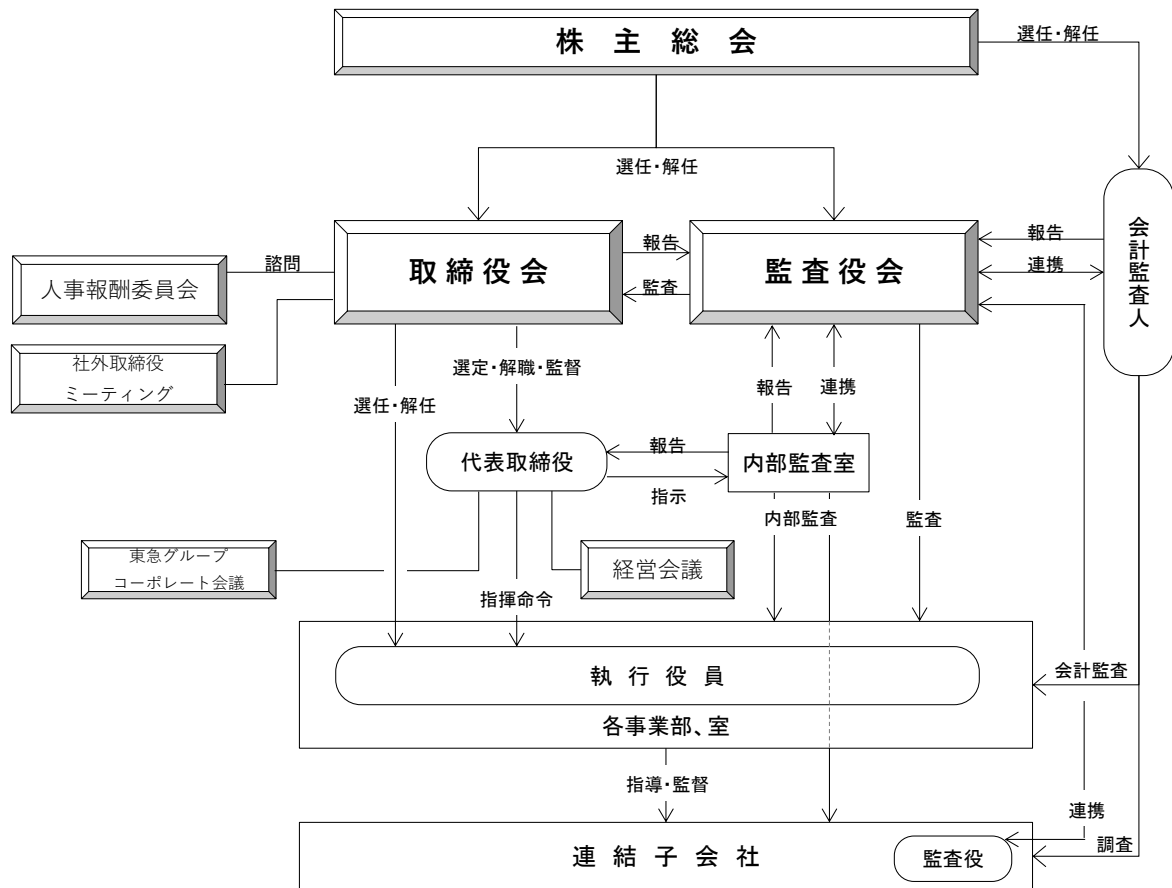 株 主 総 会
選任・解任
選任・解任
会計監査人
取締役会
報告
監査
監査役会
報告
連携
人事報酬委員会
諮問
社外取締役
ミーティング
選任・解任
選定・解職・監督
報告
連携
代表取締役
報告
指示
内部監査室
内部監査
監査
東急グループ
コーポレート会議
経営会議
指揮命令
執 行 役 員
各事業部、室
会計監査
指導・監督
連 結 子 会 社
監査役
連携
調査